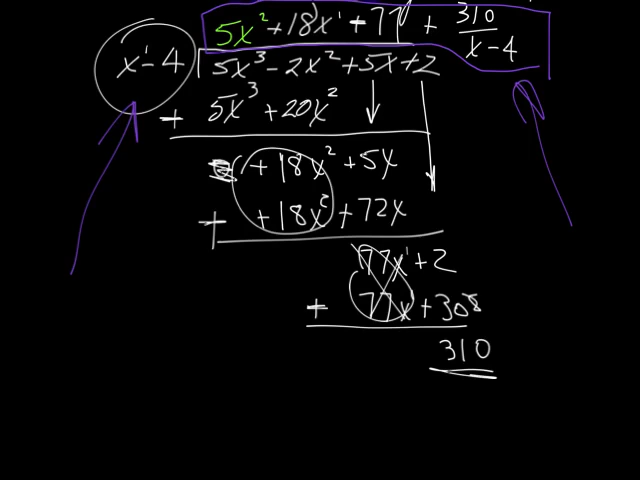 5x² +18x¹ +77 + 310/(x-4)
x¹-4 5x³-2x²+5x+2
+ 5x³ +20x²
+18x² +5x
+ +18x² +72x
77x¹+2
+ 77x +308
310